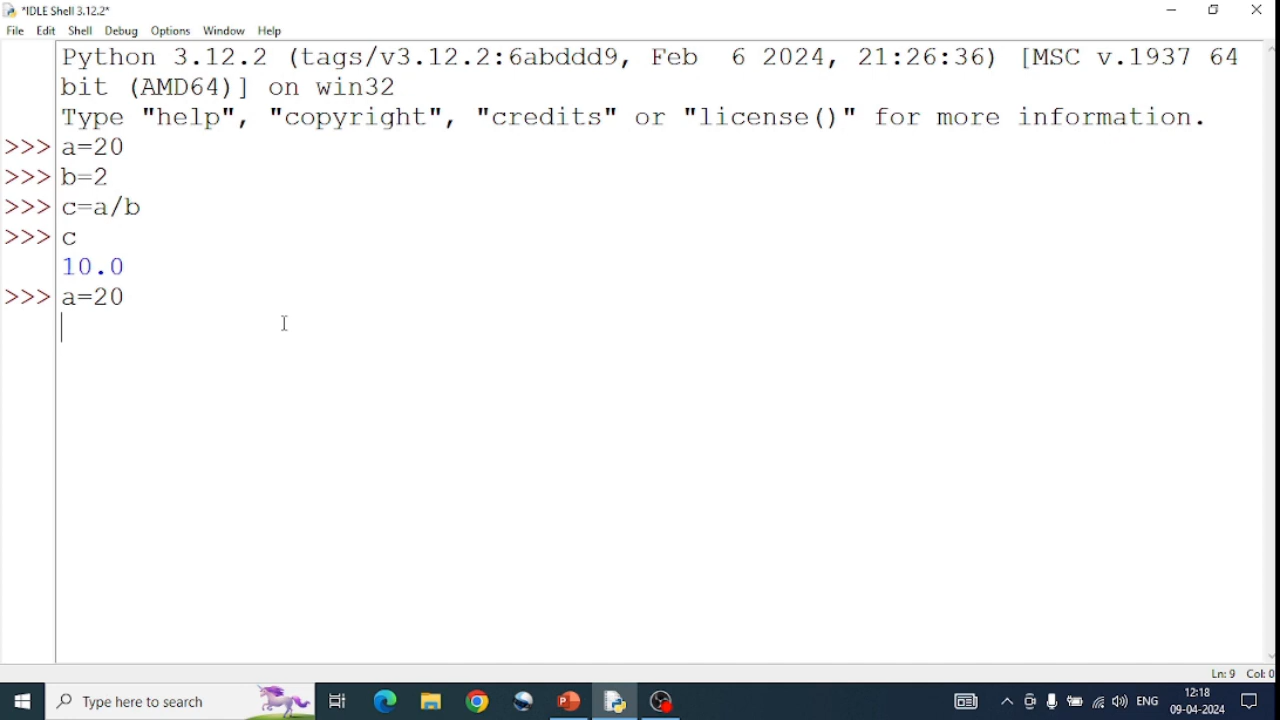 *IDLE Shell 3.12.2*
File Edit Shell Debug Options Window Help
Python 3.12.2 (tags/v3.12.2:6abddd9, Feb  6 2024, 21:26:36) [MSC v.1937 64
bit (AMD64)] on win32
Type "help", "copyright", "credits" or "license()" for more information.
>>> a=20
>>> b=2
>>> c=a/b
>>> c
10.0
>>> a=20
Ln: 9 Col: 0
Type here to search
ENG
12:18
09-04-2024